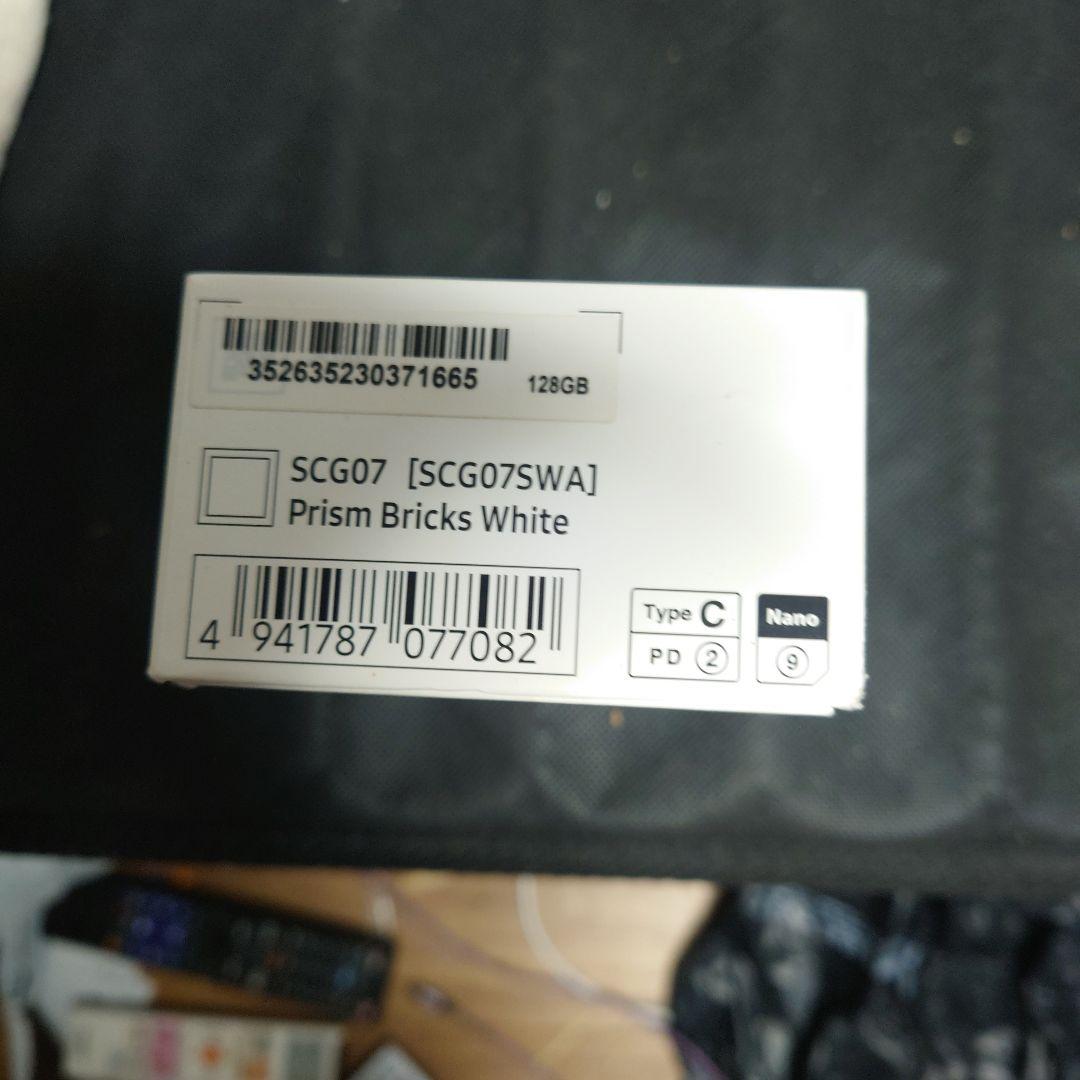 352635230371665 128GB
SCG07 [SCG07SWA]
Prism Bricks White
4 941787 077082
Type C
PD 2
Nano
9